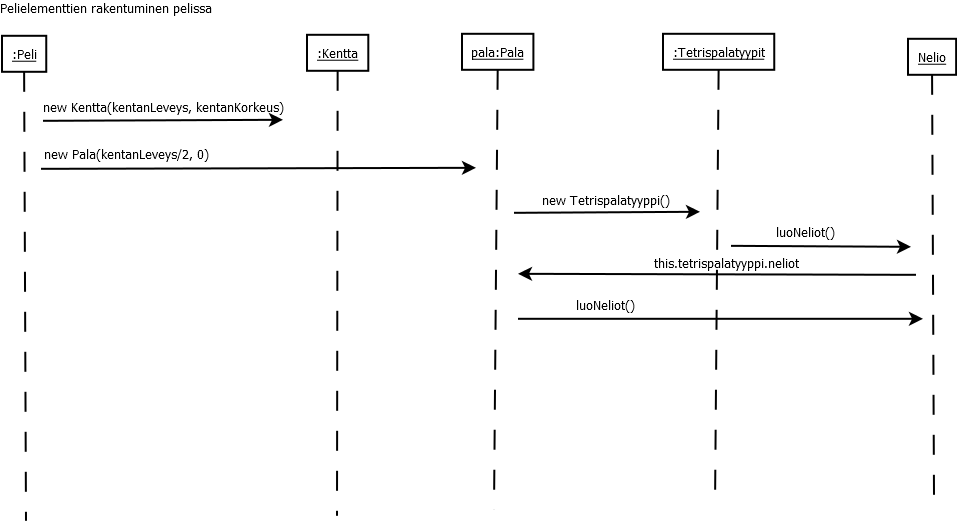 Pelielementtien rakentuminen pelissa
:Peli
:Kentta
pala:Pala
:Tetrispalatyypit
Nelio
new Kentta(kentanLeveys, kentanKorkeus)
new Pala(kentanLeveys/2, 0)
new Tetrispalatyyppi()
luoNeliot()
this.tetrispalatyyppi.neliot
luoNeliot()